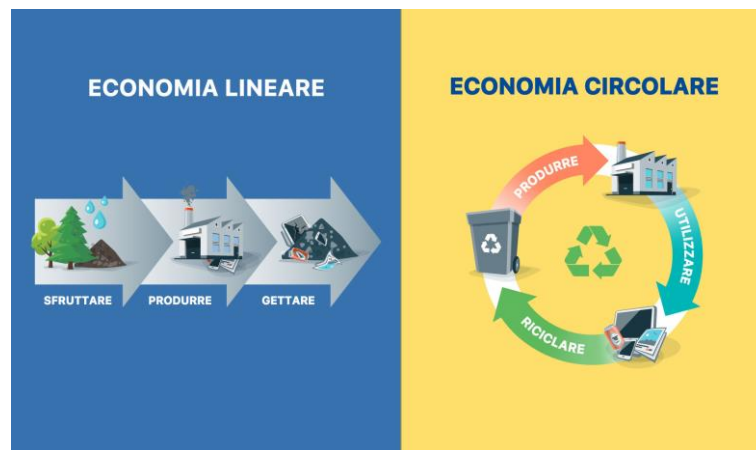 ECONOMIA LINEARE
SFRUTTARE
PRODURRE
GETTARE
ECONOMIA CIRCOLARE
PRODURRE
UTILIZZARE
RICICLARE